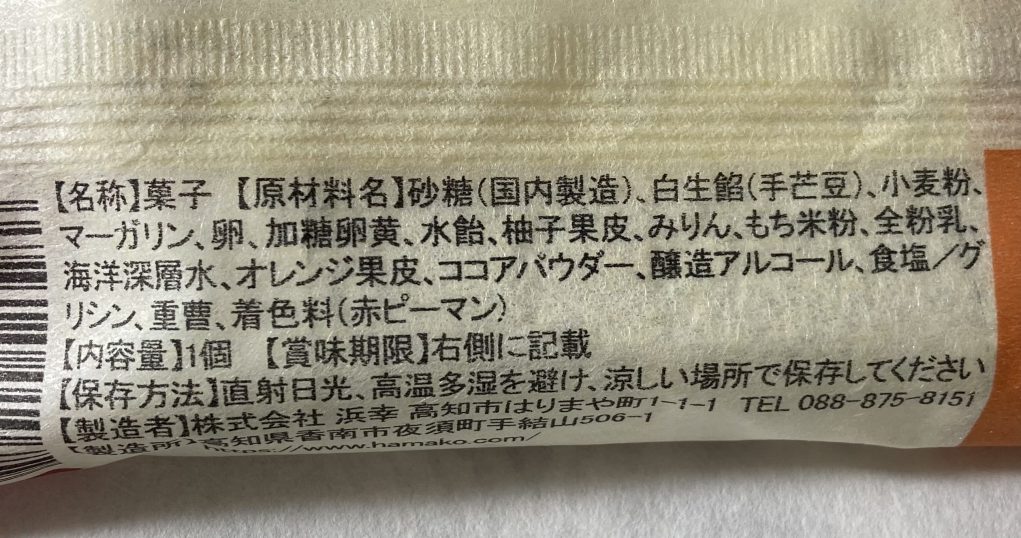 【名称】菓子 【原材料名】砂糖(国内製造)、白生餡(手芒豆)、小麦粉、
マーガリン、卵、加糖卵黄、水飴、柚子果皮、みりん、もち米粉、全粉乳、
海洋深層水、オレンジ果皮、ココアパウダー、醸造アルコール、食塩/グ
リシン、重曹、着色料(赤ピーマン)
【内容量】1個 【賞味期限】右側に記載
【保存方法】直射日光、高温多湿を避け、涼しい場所で保存してください
【製造者】株式会社 浜幸 高知市はりまや町1-1-1 TEL 088-875-8151
【製造所】高知県香南市夜須町手結山506-1
https://www.hamako.com/